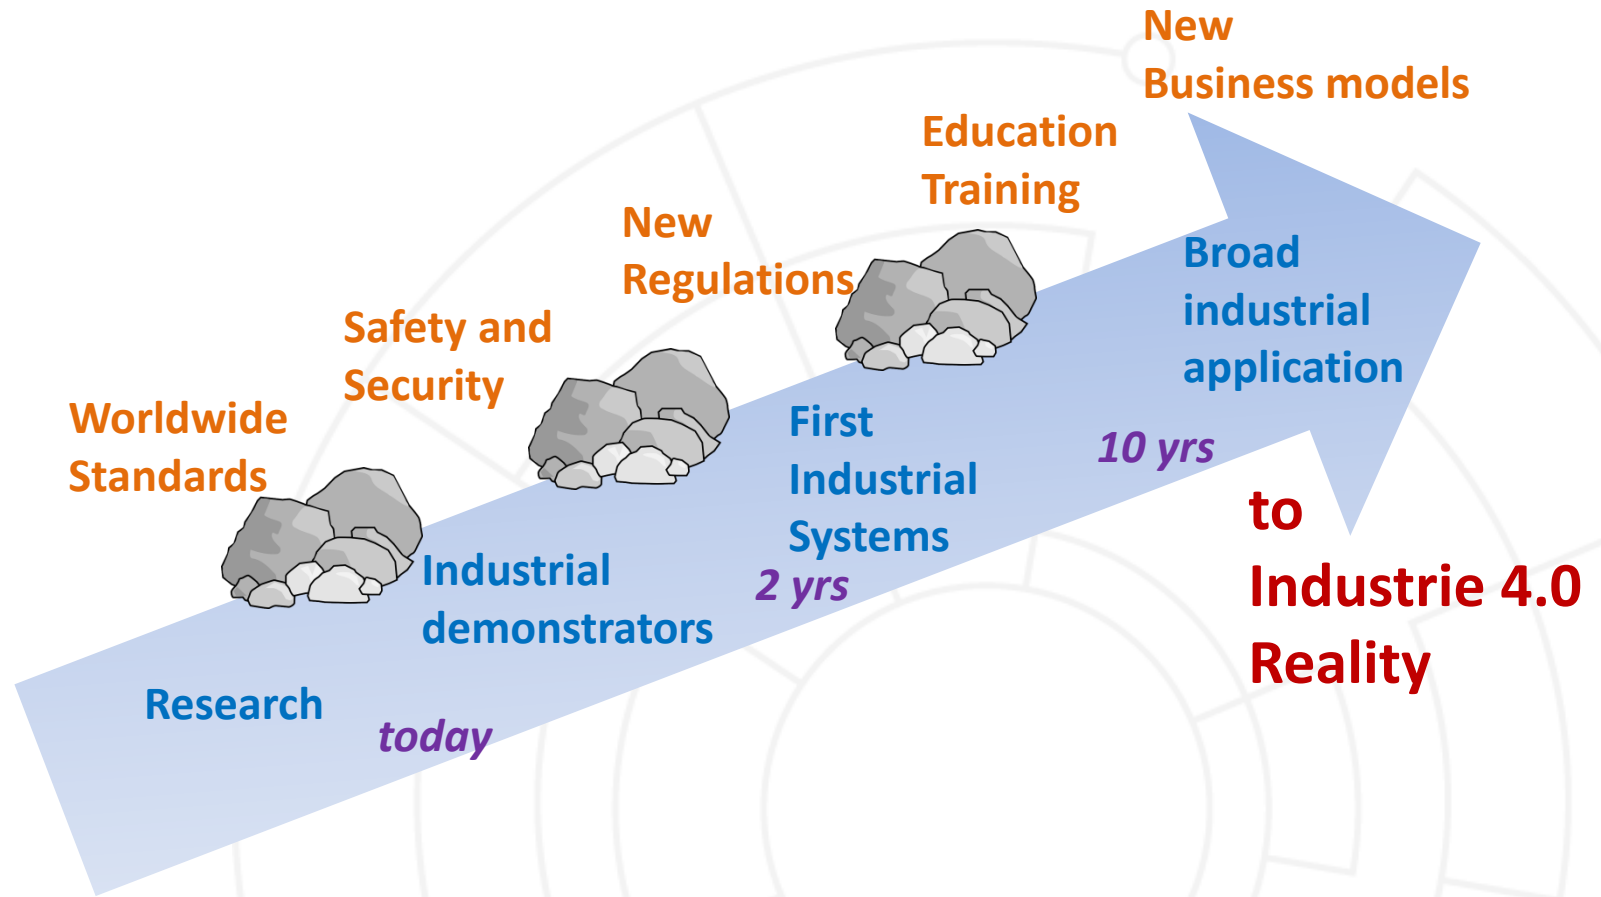 New
Business models
Education
Training
New
Regulations
Safety and
Security
Worldwide
Standards
Broad
industrial
application
First
Industrial
Systems
Industrial
demonstrators
Research
today
2 yrs
10 yrs
to
Industrie 4.0
Reality